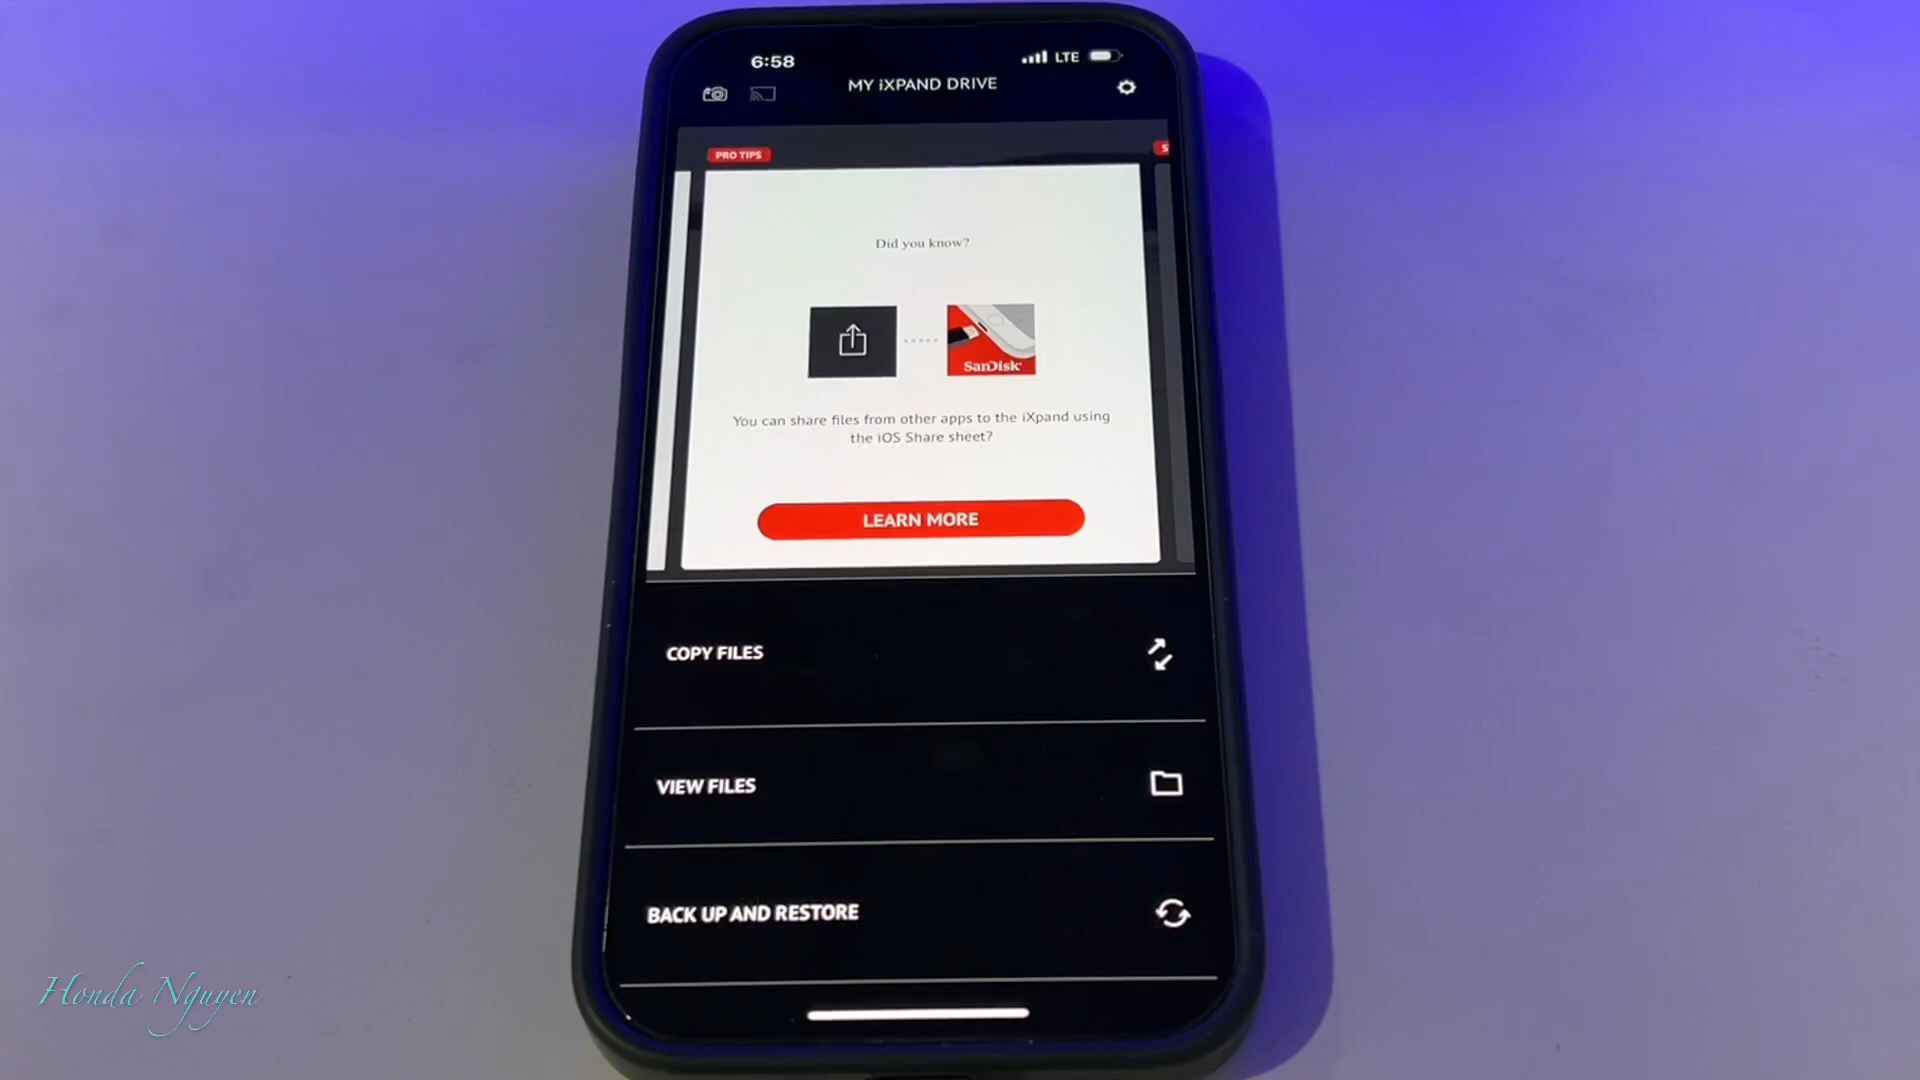 6:58
LTE
MY iXPAND DRIVE
PRO TIPS
S
Did you know?
SanDisk
You can share files from other apps to the iXpand using
the iOS Share sheet?
LEARN MORE
COPY FILES
VIEW FILES
BACK UP AND RESTORE
Honda Nguyen